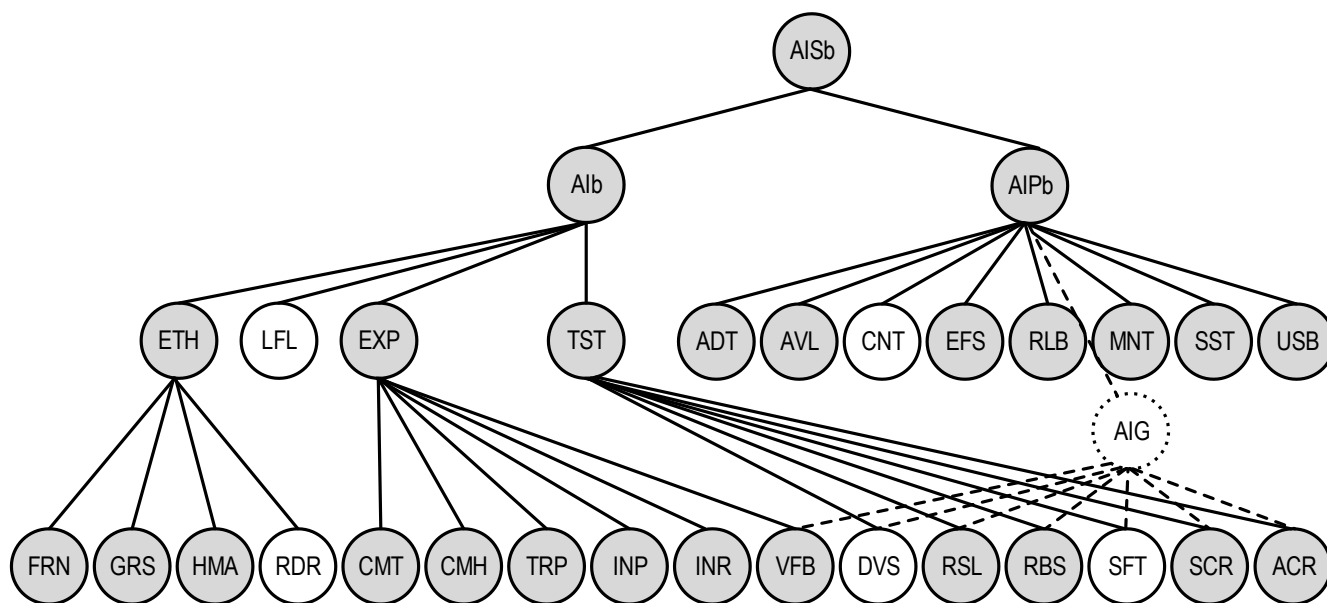 AISb
AIb AIPb
ETH LFL EXP TST ADT AVL CNT EFS RLB MNT SST USB
AIG
FRN GRS HMA RDR CMT CMH TRP INP INR VFB DVS RSL RBS SFT SCR ACR